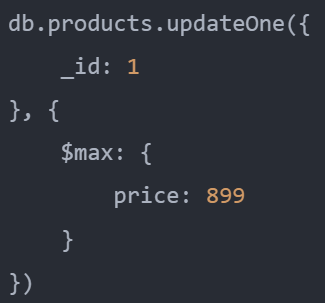 db.products.updateOne({
    _id: 1
}, {
    $max: {
        price: 899
    }
})